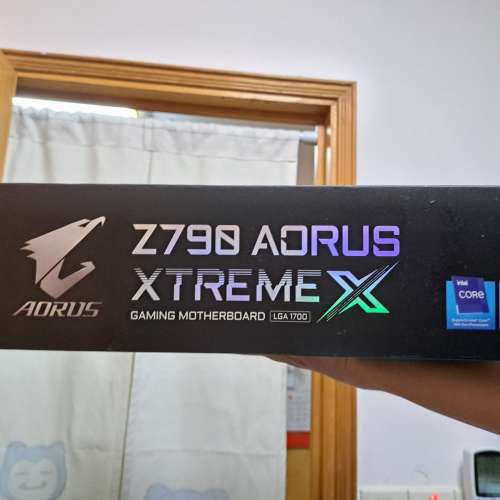 Z790 AORUS
XTREME X
AORUS
GAMING MOTHERBOARD LGA 1700
intel
CORE